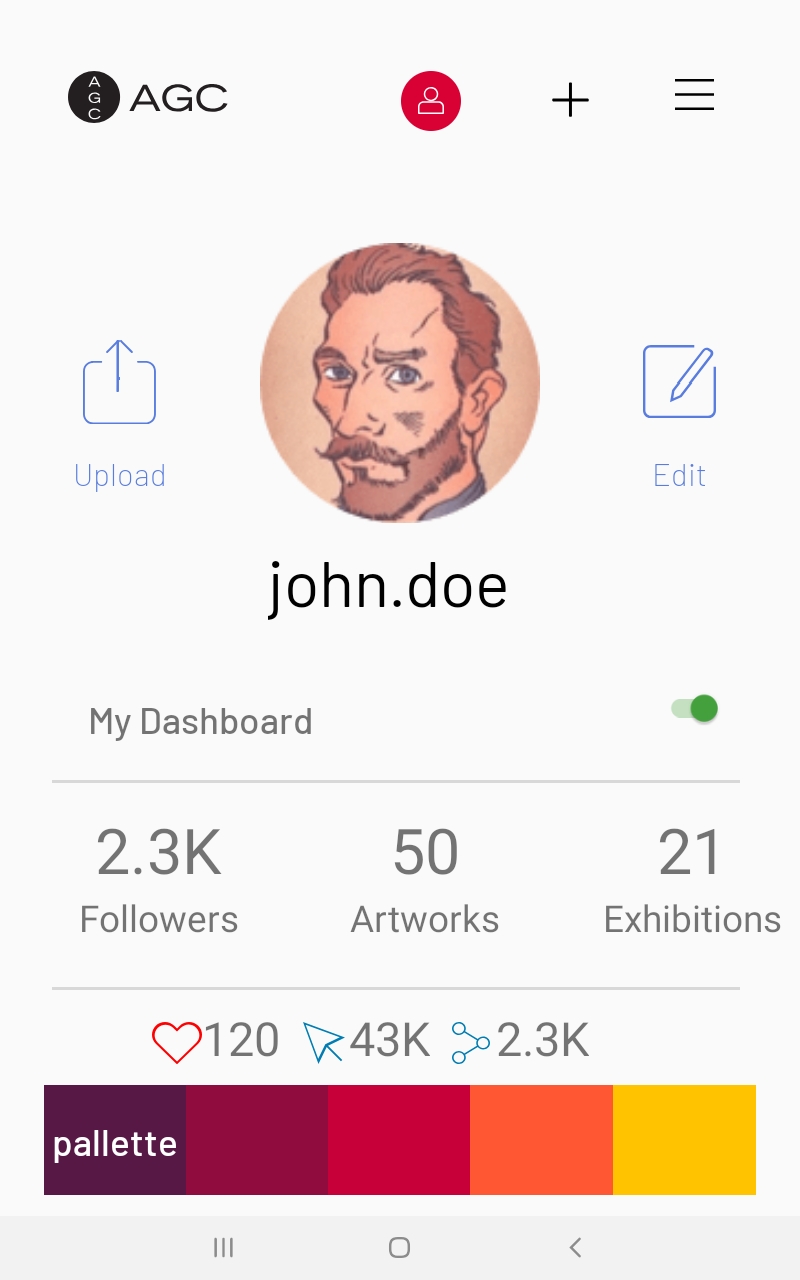 A
G
C
AGC
Upload
Edit
john.doe
My Dashboard
2.3K
50
21
Followers
Artworks
Exhibitions
120
43K
2.3K
pallette